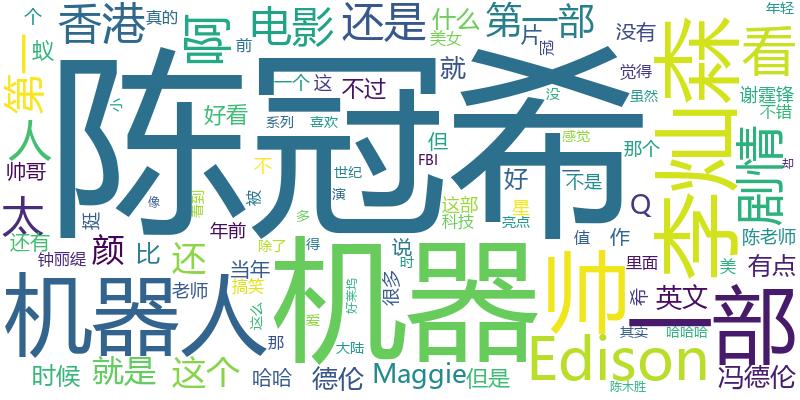 个
香港
真的
啊
前
电影
还是
什么
美女
第一部
片
没有
李灿森
看
年轻
蚁
第一
陈冠希
就
觉得
虽然
谢霆锋
不错
人
好看
一个
这
不过
小
系列
喜欢
没
但
FBI
感觉
那个
剧情
却
帅哥
太
挺
不
被
世纪
演
好
不是
还有
年前
像
看到
多
这部
科技
星
亮点
Q
陈老师
钟丽缇
颜
比
还
除了
得
说
值
作
里面
美
有点
机器人
老师
当年
搞笑
机器
时
很多
帅
希
英文
一部
这么
那
爱
好莱坞
其实
哈哈哈
时候
就是
这个
哈哈
大陆
德伦
Maggie
但是
Edison
陈木胜
冯德伦